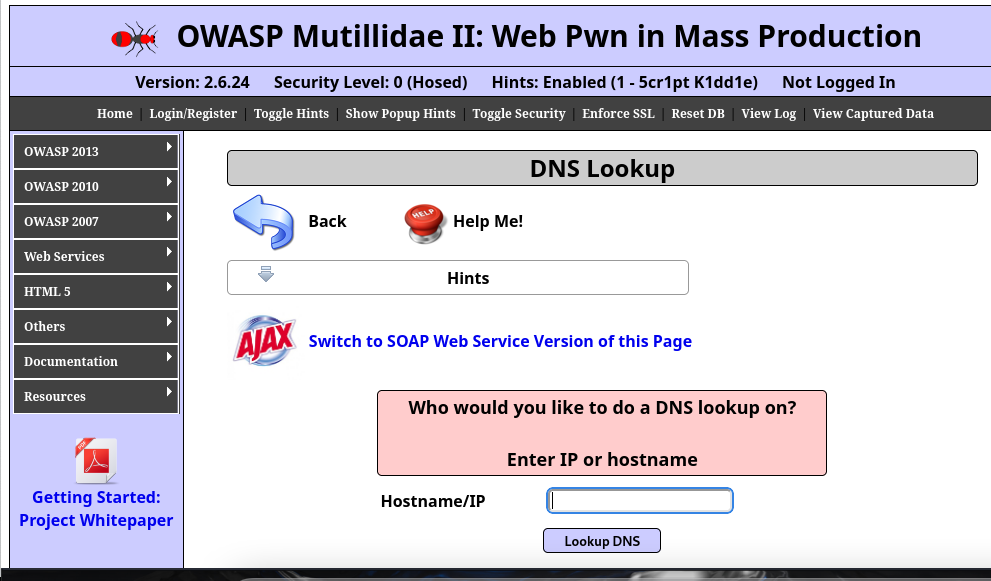 OWASP Mutillidae II: Web Pwn in Mass Production
Version: 2.6.24 Security Level: 0 (Hosed) Hints: Enabled (1 - 5cr1pt K1dd1e) Not Logged In
Home | Login/Register | Toggle Hints | Show Popup Hints | Toggle Security | Enforce SSL | Reset DB | View Log | View Captured Data
OWASP 2013
OWASP 2010
OWASP 2007
Web Services
HTML 5
Others
Documentation
Resources
PDF
Getting Started:
Project Whitepaper
DNS Lookup
Back
HELP
Help Me!
Hints
AJAX
Switch to SOAP Web Service Version of this Page
Who would you like to do a DNS lookup on?
Enter IP or hostname
Hostname/IP
Lookup DNS